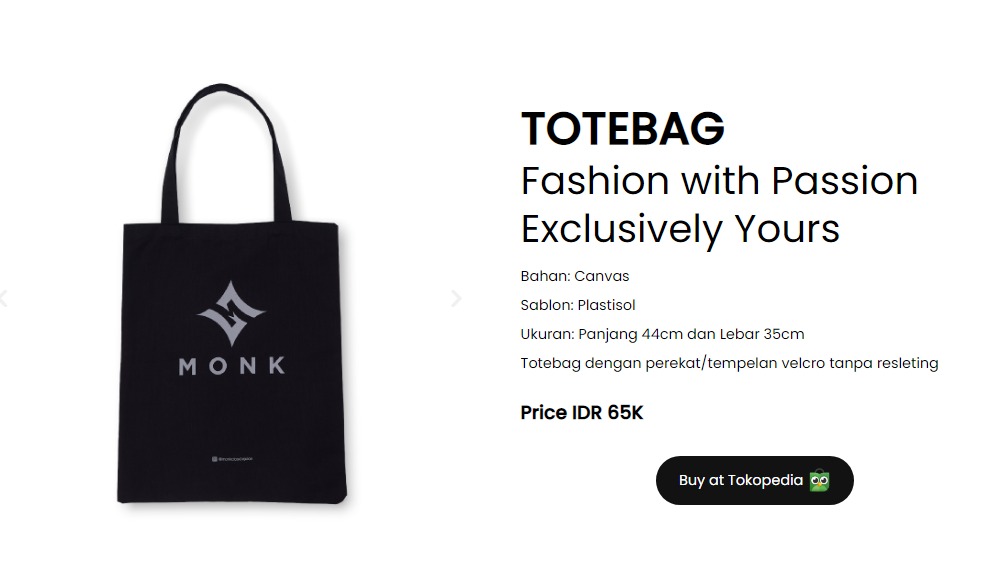 TOTEBAG
Fashion with Passion
Exclusively Yours
Bahan: Canvas
Sablon: Plastisol
Ukuran: Panjang 44cm dan Lebar 35cm
Totebag dengan perekat/tempelan velcro tanpa resleting
Price IDR 65K
Buy at Tokopedia
MONK